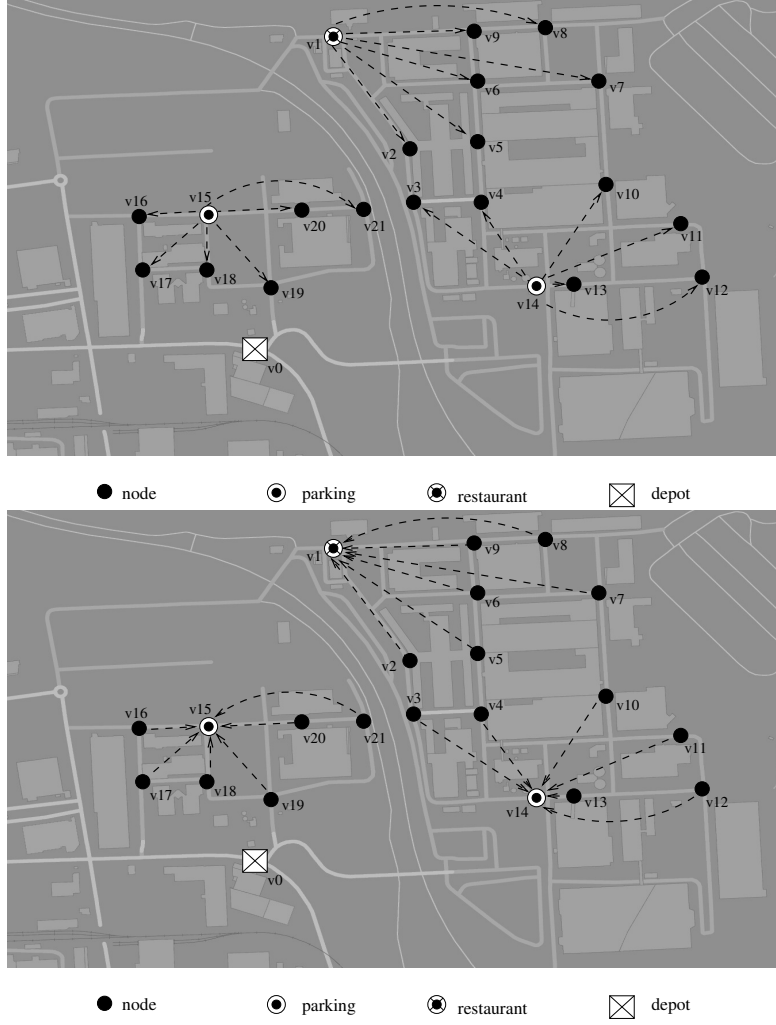 v1 v9 v8
v6 v7
v2 v5
v3 v4 v10
v16 v15
v20 v21 v11
v17 v18 v19 v14 v13 v12
v0
node parking restaurant depot
v1 v9 v8
v6 v7
v2 v5
v3 v4 v10
v16 v15
v20 v21 v11
v17 v18 v19 v14 v13 v12
v0
node parking restaurant depot